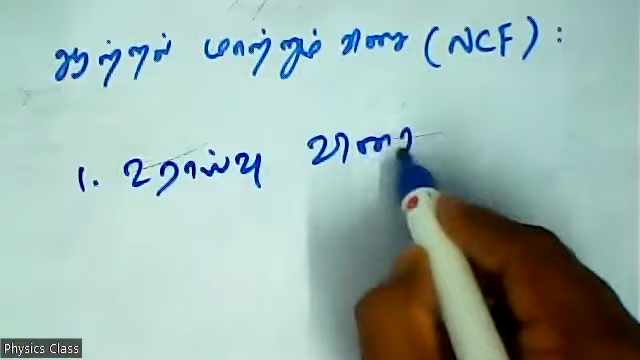 ஆற்றல் மாற்றும் விசை (NCF) :
1. உராய்வு விசை
Physics Class